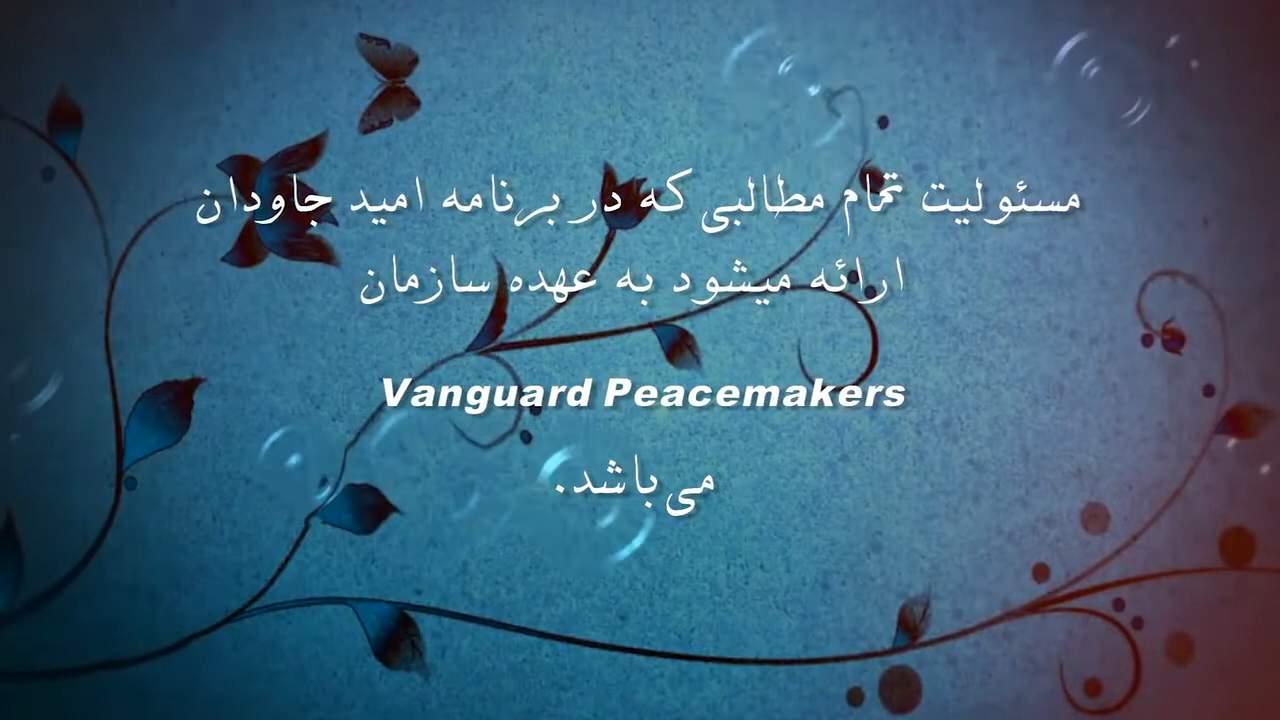 مسئولیت تمام مطالبی که در برنامه امید جاودان
ارائه میشود به عهده سازمان
Vanguard Peacemakers
می‌باشد.